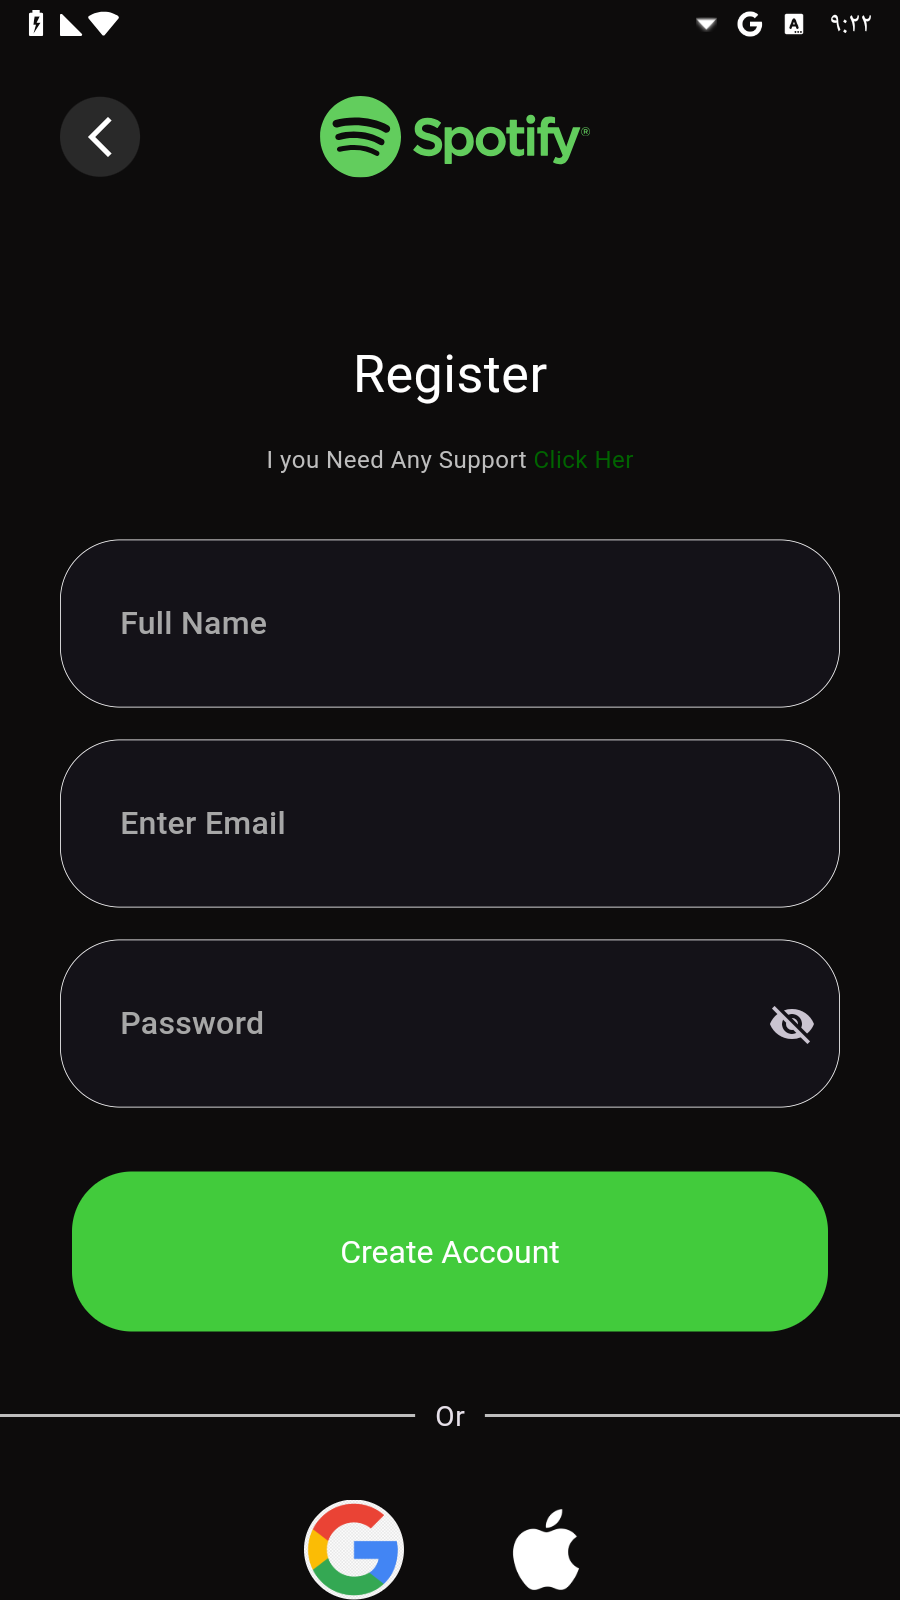 ٩:٢٢
Spotify®
Register
I you Need Any Support Click Her
Full Name
Enter Email
Password
Create Account
Or